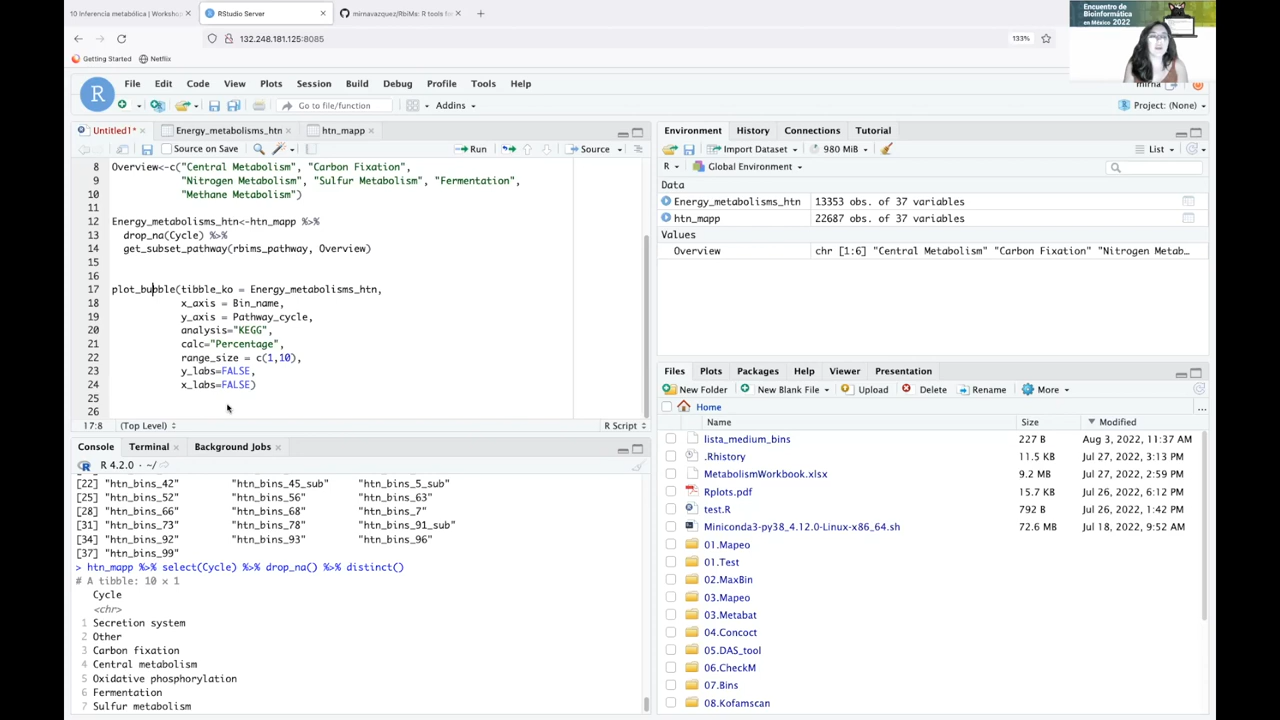 10 Inferencia metabólica | Worksho
RStudio Server
mirnavazquez/RbiMs: R tools fo
Encuentro de
Bioinformática
en México
2022
132.248.181.125:8085
133%
Getting Started
Netflix
R
File
Edit
Code
View
Plots
Session
Build
Debug
Profile
Tools
Help
mirna
Go to file/function
Addins
Project: (None)
Untitled1*
Energy_metabolisms_htn
htn_mapp
Source on Save
Run
Source
8 Overview<-c("Central Metabolism", "Carbon Fixation",
9 "Nitrogen Metabolism", "Sulfur Metabolism", "Fermentation",
10 "Methane Metabolism")
11
12 Energy_metabolisms_htn<-htn_mapp %>%
13 drop_na(Cycle) %>%
14 get_subset_pathway(rbims_pathway, Overview)
15
16
17 plot_bubble(tibble_ko = Energy_metabolisms_htn,
18 x_axis = Bin_name,
19 y_axis = Pathway_cycle,
20 analysis="KEGG",
21 calc="Percentage",
22 range_size = c(1,10),
23 y_labs=FALSE,
24 x_labs=FALSE)
25
26
17:8
(Top Level)
R Script
Console
Terminal
Background Jobs
R 4.2.0 · ~/
[22] "htn_bins_42" "htn_bins_45_sub" "htn_bins_5_sub"
[25] "htn_bins_52" "htn_bins_56" "htn_bins_63"
[28] "htn_bins_66" "htn_bins_68" "htn_bins_7"
[31] "htn_bins_73" "htn_bins_78" "htn_bins_91_sub"
[34] "htn_bins_92" "htn_bins_93" "htn_bins_96"
[37] "htn_bins_99"
> htn_mapp %>% select(Cycle) %>% drop_na() %>% distinct()
# A tibble: 10 × 1
Cycle
<chr>
1 Secretion system
2 Other
3 Carbon fixation
4 Central metabolism
5 Oxidative phosphorylation
6 Fermentation
7 Sulfur metabolism
Environment
History
Connections
Tutorial
Import Dataset
980 MiB
List
R
Global Environment
Data
Energy_metabolisms_htn 13353 obs. of 37 variables
htn_mapp 22687 obs. of 37 variables
Values
Overview chr [1:6] "Central Metabolism" "Carbon Fixation" "Nitrogen Metab…
Files
Plots
Packages
Help
Viewer
Presentation
New Folder
New Blank File
Upload
Delete
Rename
More
Home
Name
Size
Modified
lista_medium_bins 227 B Aug 3, 2022, 11:37 AM
.Rhistory 11.5 KB Jul 27, 2022, 3:13 PM
MetabolismWorkbook.xlsx 9.2 MB Jul 27, 2022, 2:59 PM
Rplots.pdf 15.7 KB Jul 26, 2022, 6:12 PM
test.R 792 B Jul 26, 2022, 1:42 PM
Miniconda3-py38_4.12.0-Linux-x86_64.sh 72.6 MB Jul 18, 2022, 9:52 AM
01.Mapeo
01.Test
02.MaxBin
03.Mapeo
03.Metabat
04.Concoct
05.DAS_tool
06.CheckM
07.Bins
08.Kofamscan